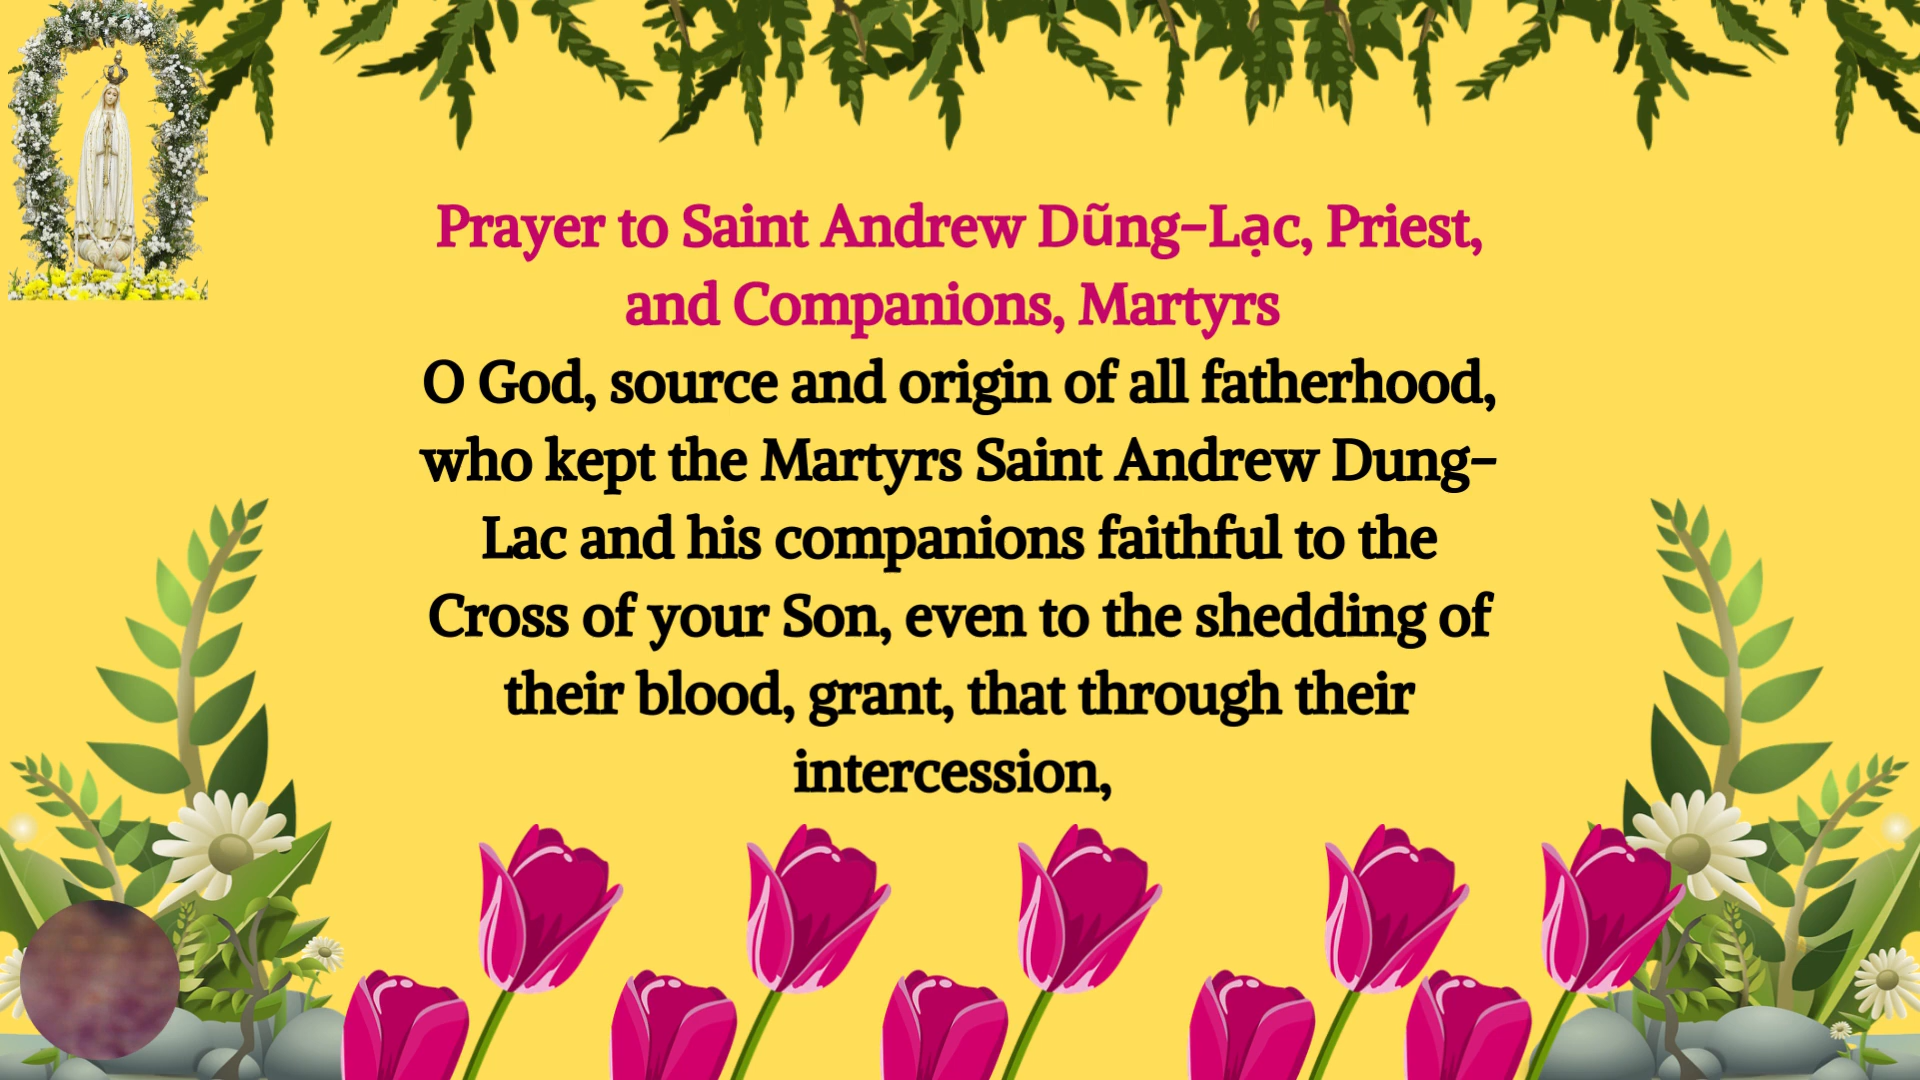 Prayer to Saint Andrew Dũng-Lạc, Priest,
and Companions, Martyrs
O God, source and origin of all fatherhood,
who kept the Martyrs Saint Andrew Dung-
Lac and his companions faithful to the
Cross of your Son, even to the shedding of
their blood, grant, that through their
intercession,